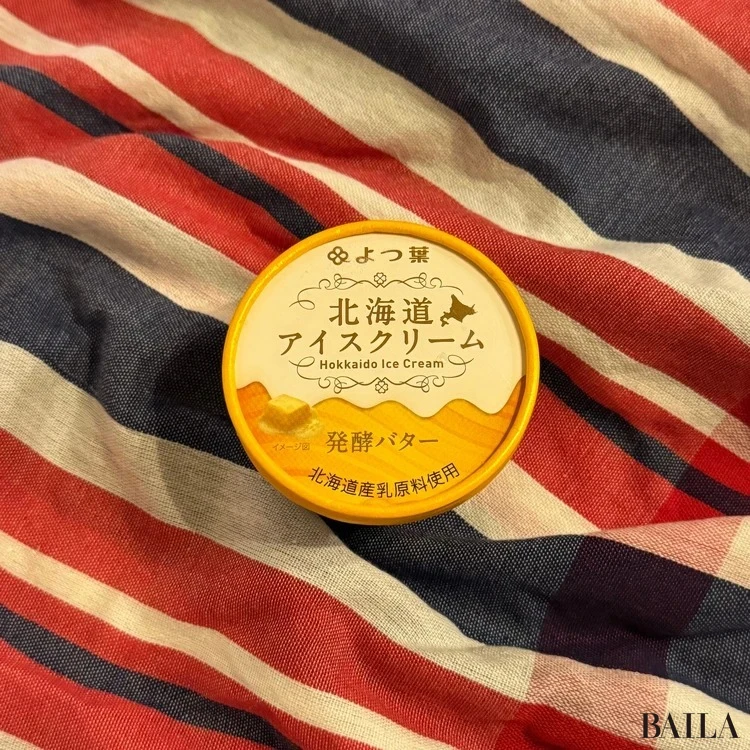 よつ葉
北海道
アイスクリーム
Hokkaido Ice Cream
発酵バター
イメージ図
北海道産乳原料使用
BAILA